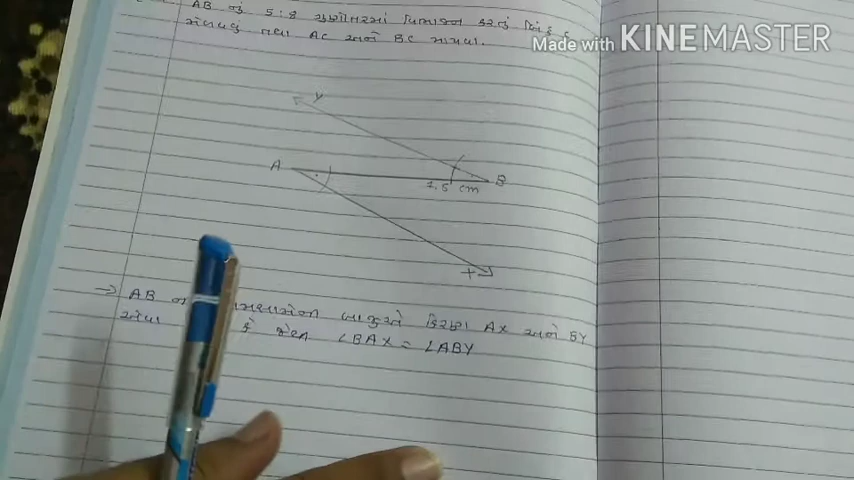 AB નું 5:8 ગુણોત્તરમાં વિભાજન કરતું બિંદુ C
મેળવવું તથા AC અને BC માપવા.
Made with KINEMASTER
Y
A
B
7.5 cm
X
→ AB ની બાજુએ કિરણ AX અને BY
એવા કે જેથી ∠BAX = ∠ABY